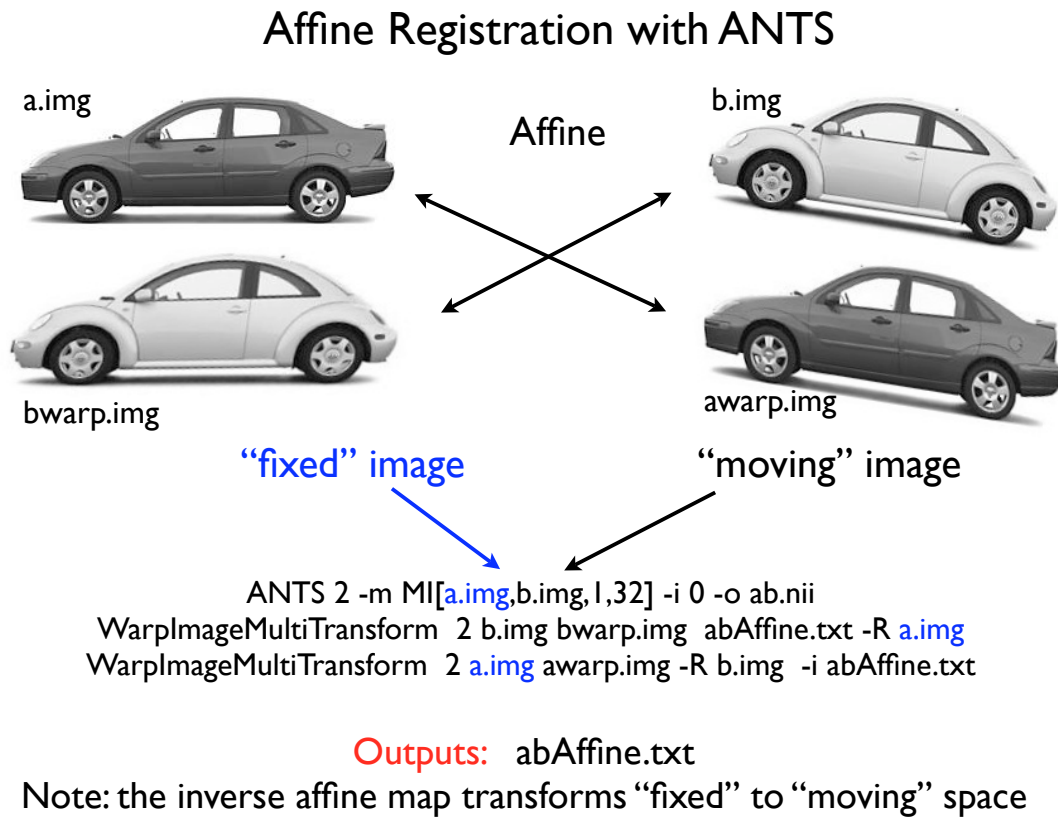 Affine Registration with ANTS
a.img
Affine
b.img
bwarp.img
awarp.img
“fixed” image
“moving” image
ANTS 2 -m MI[a.img,b.img,1,32] -i 0 -o ab.nii
WarpImageMultiTransform 2 b.img bwarp.img abAffine.txt -R a.img
WarpImageMultiTransform 2 a.img awarp.img -R b.img -i abAffine.txt
Outputs: abAffine.txt
Note: the inverse affine map transforms “fixed” to “moving” space